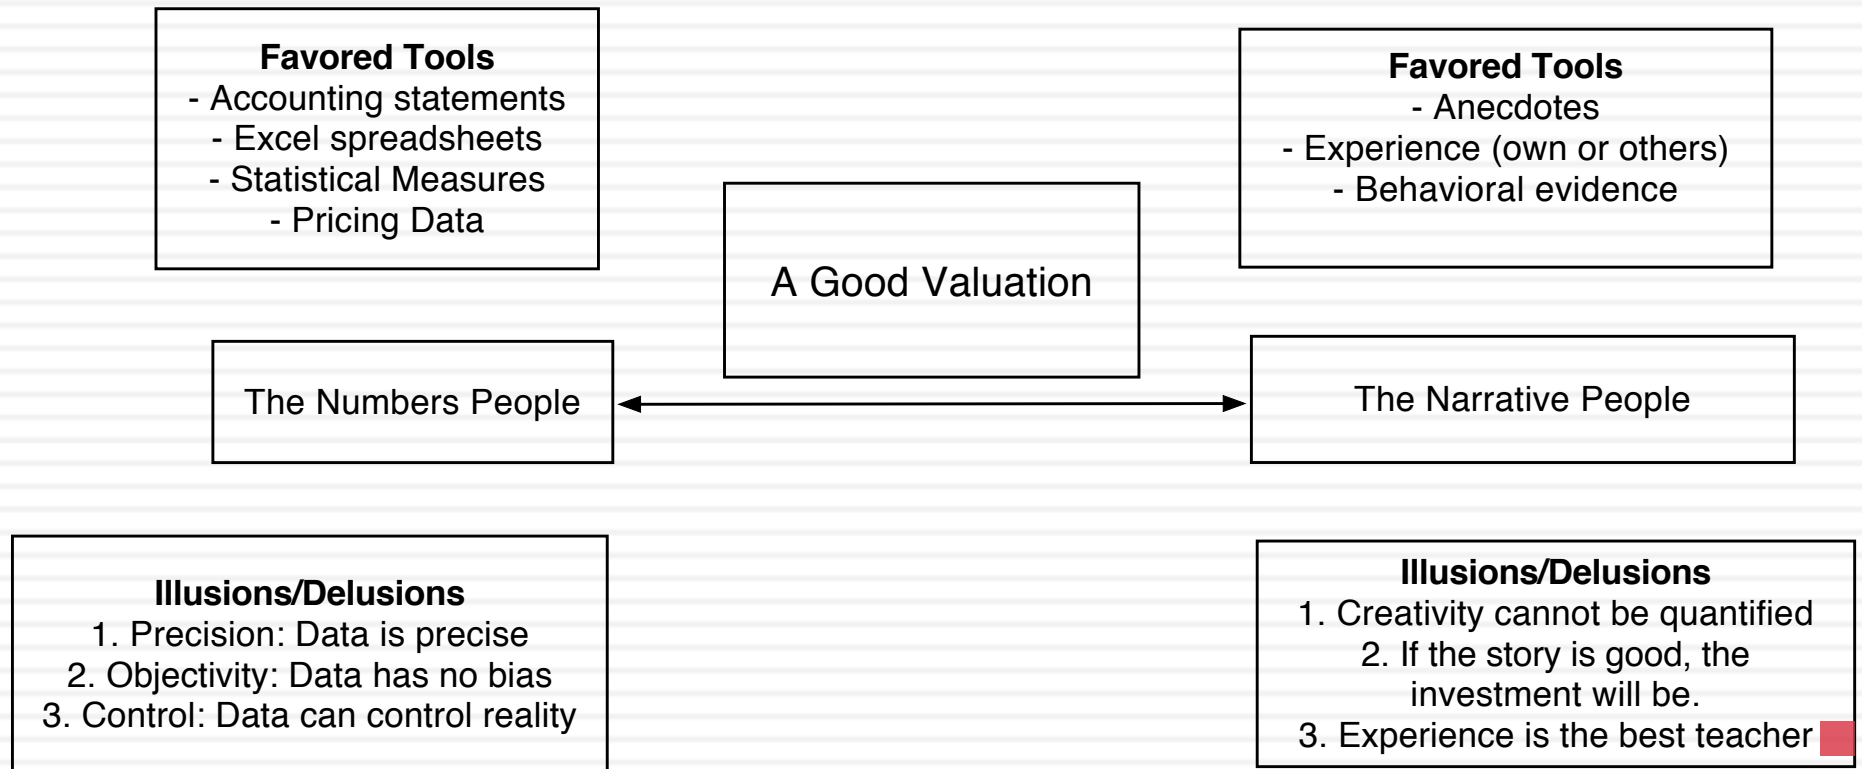 Favored Tools
- Accounting statements
- Excel spreadsheets
- Statistical Measures
- Pricing Data
Favored Tools
- Anecdotes
- Experience (own or others)
- Behavioral evidence
A Good Valuation
The Numbers People
The Narrative People
Illusions/Delusions
1. Precision: Data is precise
2. Objectivity: Data has no bias
3. Control: Data can control reality
Illusions/Delusions
1. Creativity cannot be quantified
2. If the story is good, the
investment will be.
3. Experience is the best teacher